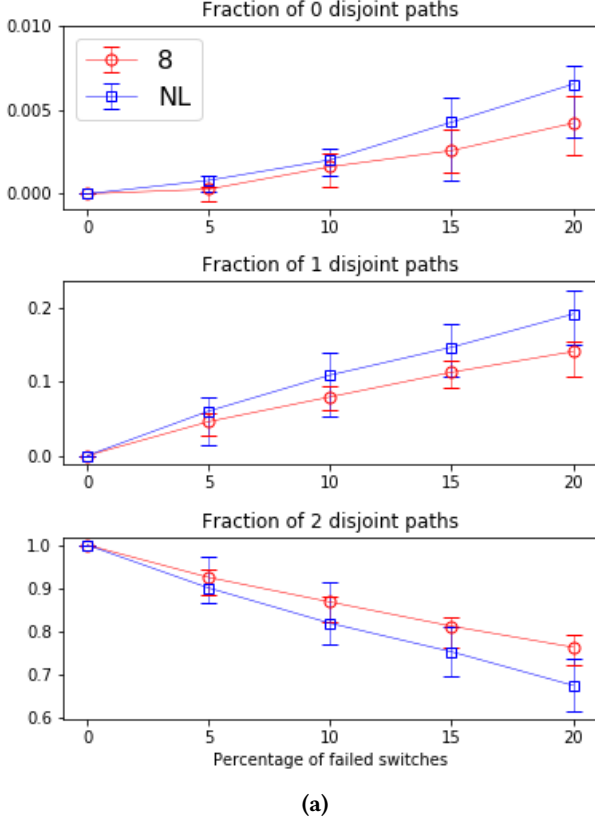 Fraction of 0 disjoint paths
0.010
0.005
0.000
8
NL
0 5 10 15 20
Fraction of 1 disjoint paths
0.2
0.1
0.0
0 5 10 15 20
Fraction of 2 disjoint paths
1.0
0.9
0.8
0.7
0.6
0 5 10 15 20
Percentage of failed switches
(a)